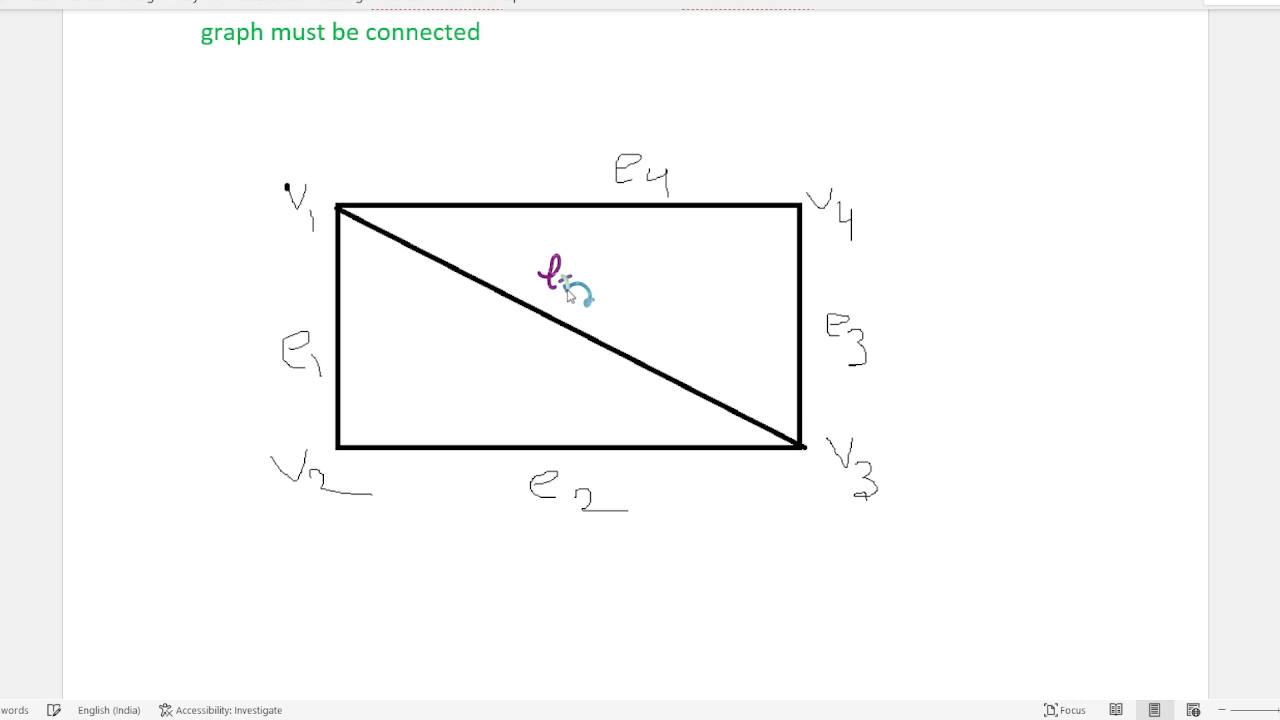 graph must be connected
E4
V1
V4
e1
E3
V2
e2
V3
words
English (India)
Accessibility: Investigate
Focus